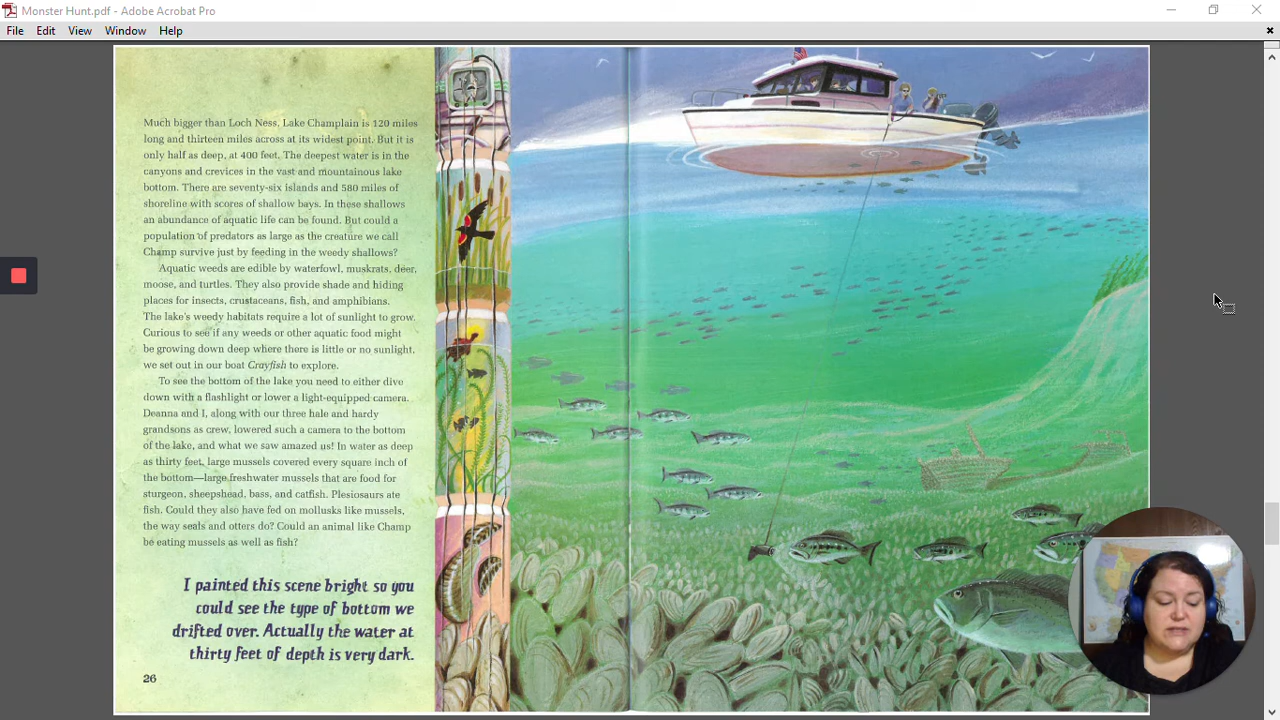 Monster Hunt.pdf - Adobe Acrobat Pro
File Edit View Window Help
Much bigger than Loch Ness, Lake Champlain is 120 miles
long and thirteen miles across at its widest point. But it is
only half as deep, at 400 feet. The deepest water is in the
canyons and crevices in the vast and mountainous lake
bottom. There are seventy-six islands and 580 miles of
shoreline with scores of shallow bays. In these shallows
an abundance of aquatic life can be found. But could a
population of predators as large as the creature we call
Champ survive just by feeding in the weedy shallows?
Aquatic weeds are edible by waterfowl, muskrats, deer,
moose, and turtles. They also provide shade and hiding
places for insects, crustaceans, fish, and amphibians.
The lake's weedy habitats require a lot of sunlight to grow.
Curious to see if any weeds or other aquatic food might
be growing down deep where there is little or no sunlight,
we set out in our boat Crayfish to explore.
To see the bottom of the lake you need to either dive
down with a flashlight or lower a light-equipped camera.
Deanna and I, along with our three hale and hardy
grandsons as crew, lowered such a camera to the bottom
of the lake, and what we saw amazed us! In water as deep
as thirty feet, large mussels covered every square inch of
the bottom—large freshwater mussels that are food for
sturgeon, sheepshead, bass, and catfish. Plesiosaurs ate
fish. Could they also have fed on mollusks like mussels,
the way seals and otters do? Could an animal like Champ
be eating mussels as well as fish?
I painted this scene bright so you
could see the type of bottom we
drifted over. Actually the water at
thirty feet of depth is very dark.
26